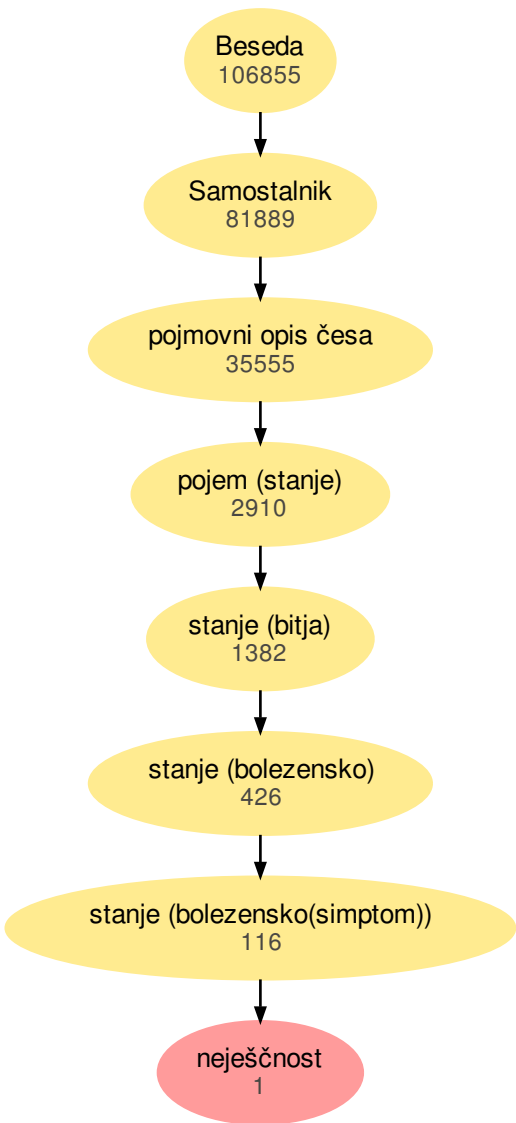 Beseda
106855
Samostalnik
81889
pojmovni opis česa
35555
pojem (stanje)
2910
stanje (bitja)
1382
stanje (bolezensko)
426
stanje (bolezensko(simptom))
116
neješčnost
1